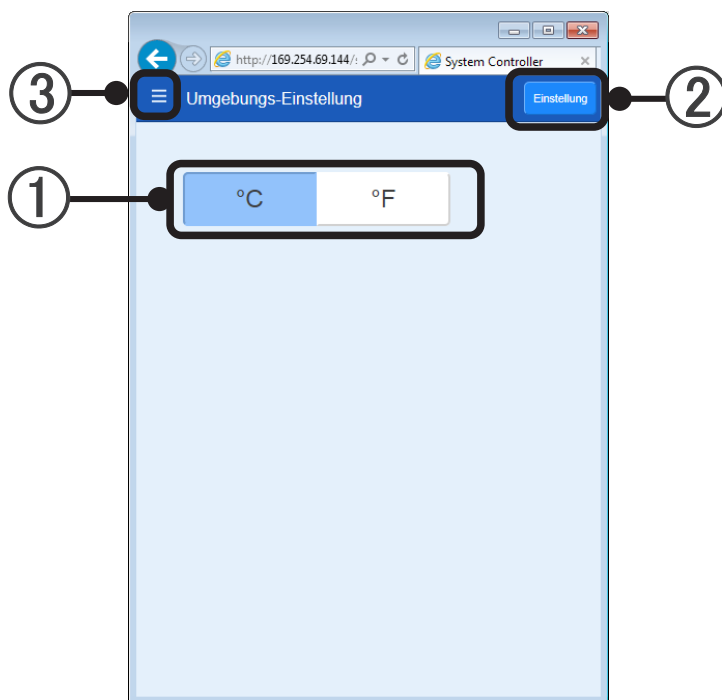 http://169.254.69.144/s
System Controller
③
Umgebungs-Einstellung
Einstellung
②
①
°C
°F